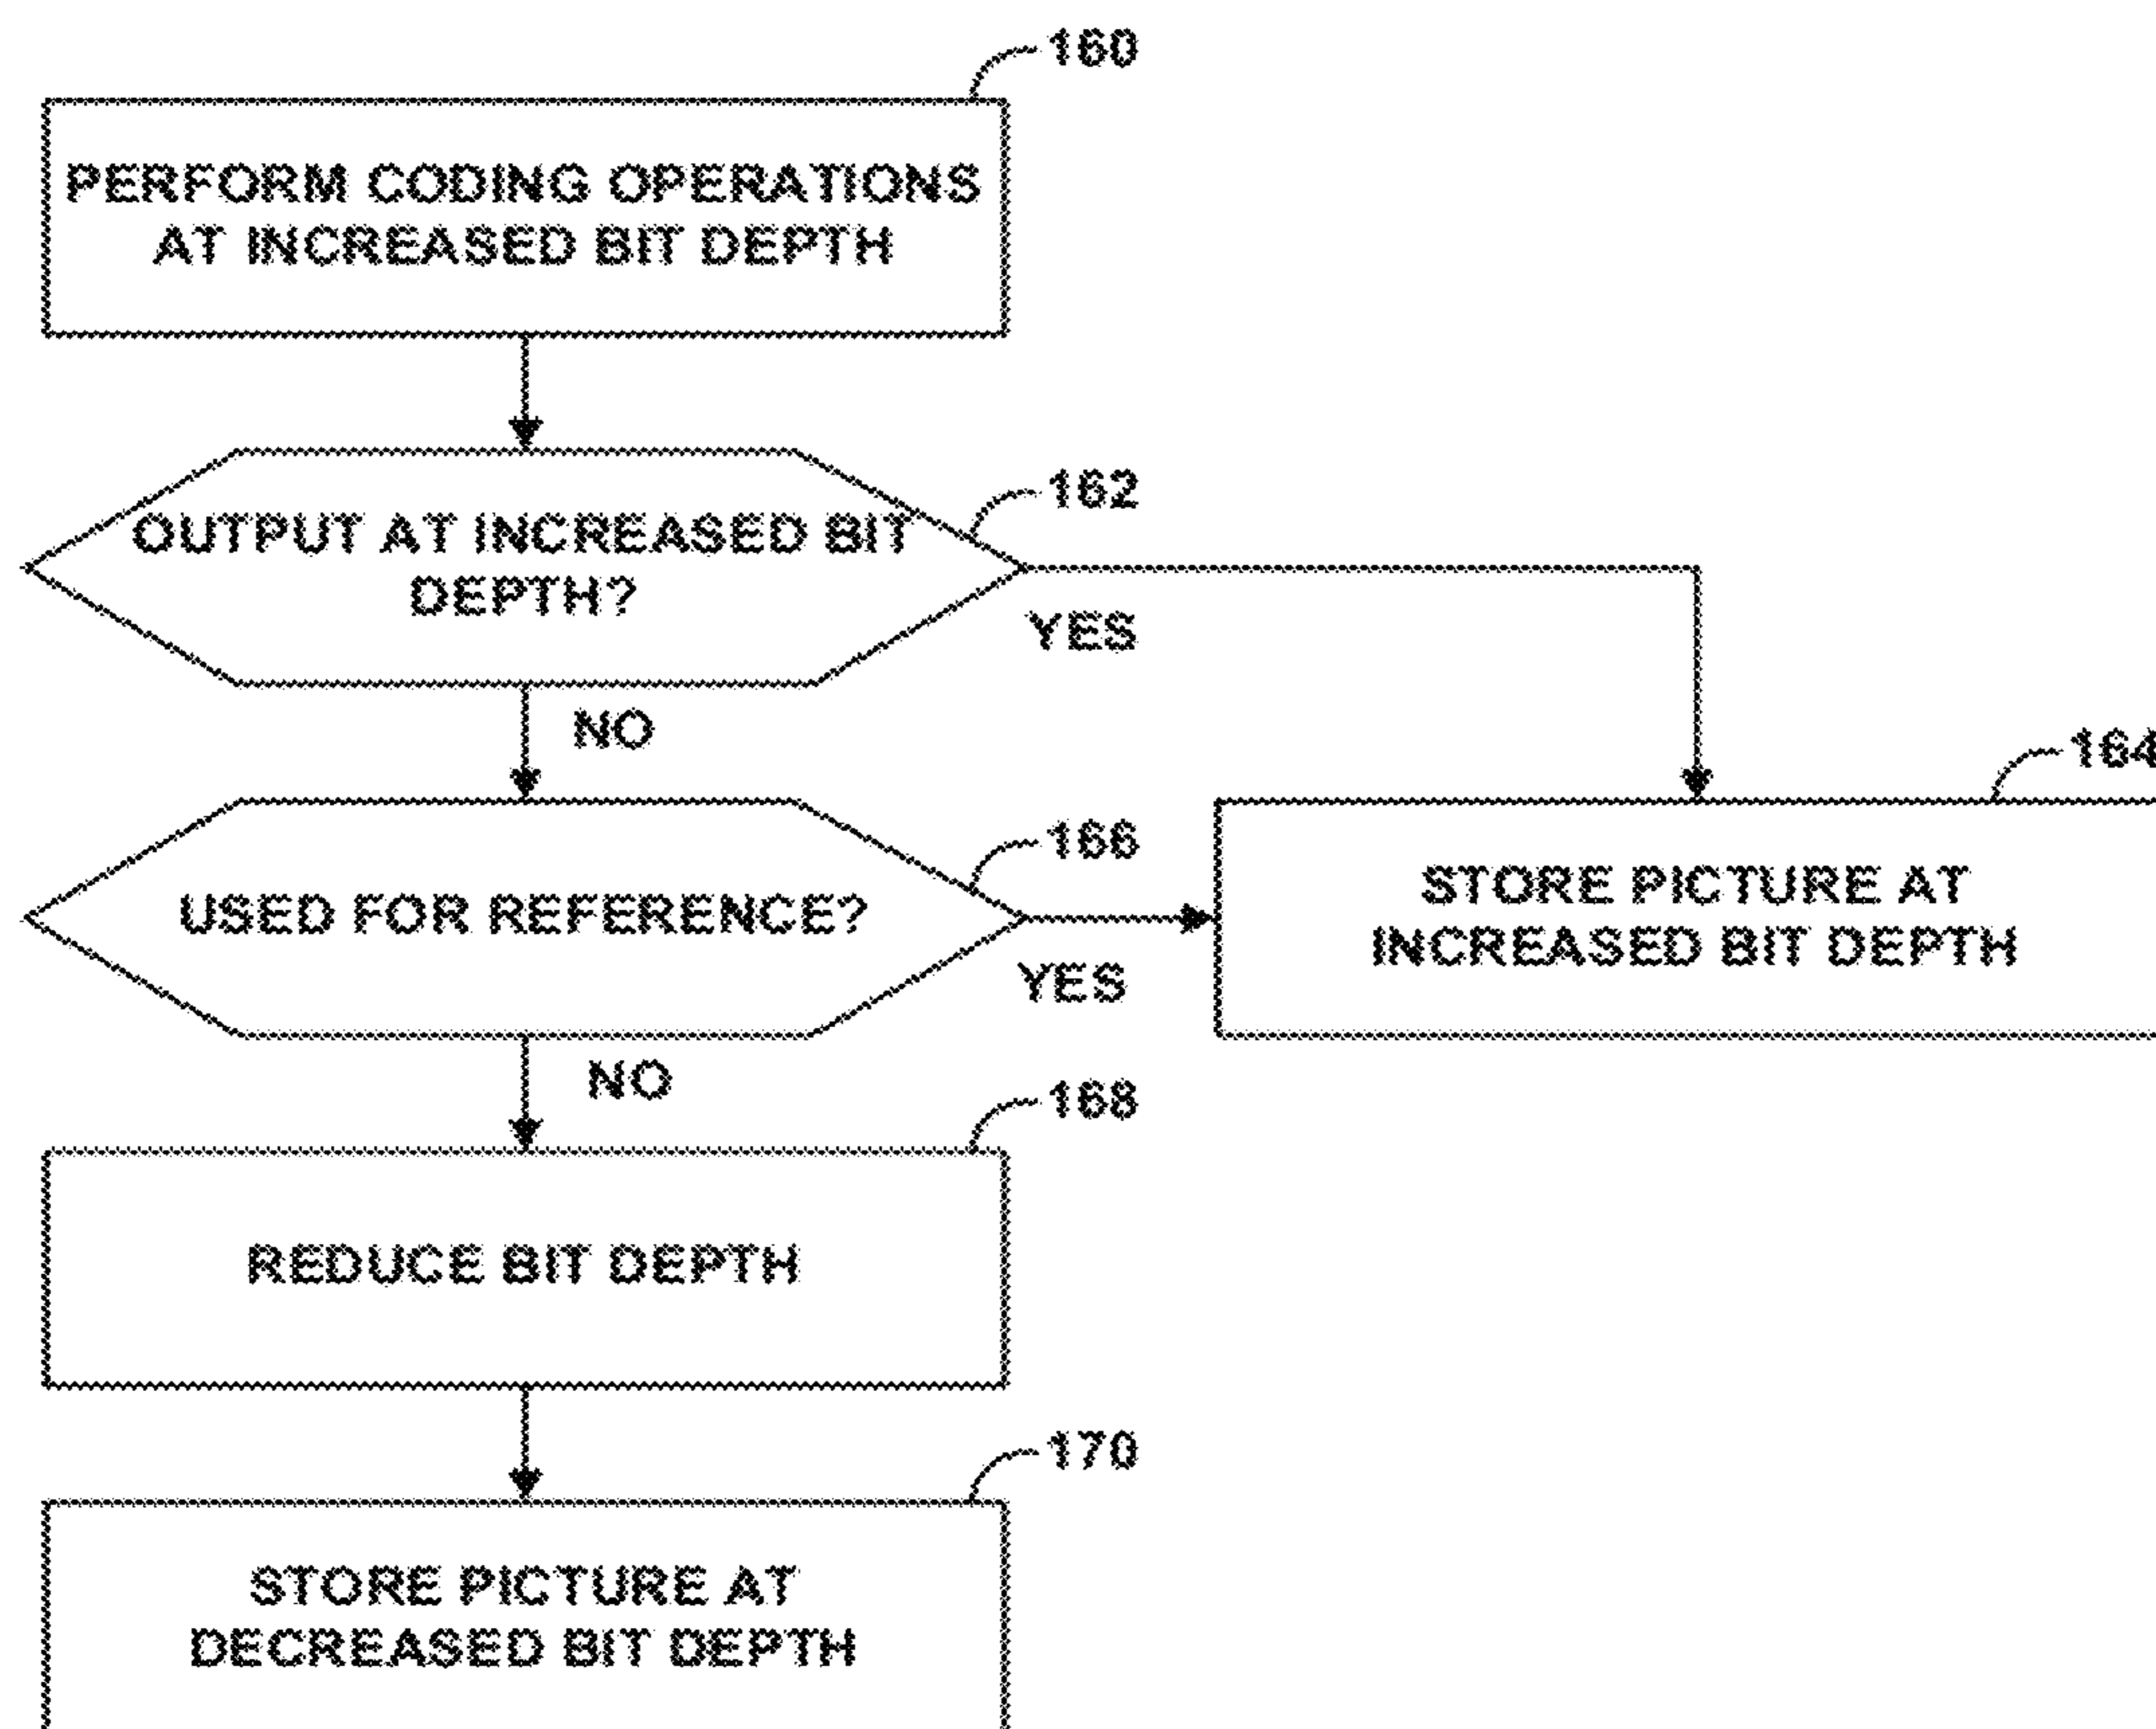 160
PERFORM CODING OPERATIONS
AT INCREASED BIT DEPTH
162
OUTPUT AT INCREASED BIT
DEPTH?
YES
NO
164
166
USED FOR REFERENCE?
STORE PICTURE AT
INCREASED BIT DEPTH
YES
NO
168
REDUCE BIT DEPTH
170
STORE PICTURE AT
DECREASED BIT DEPTH